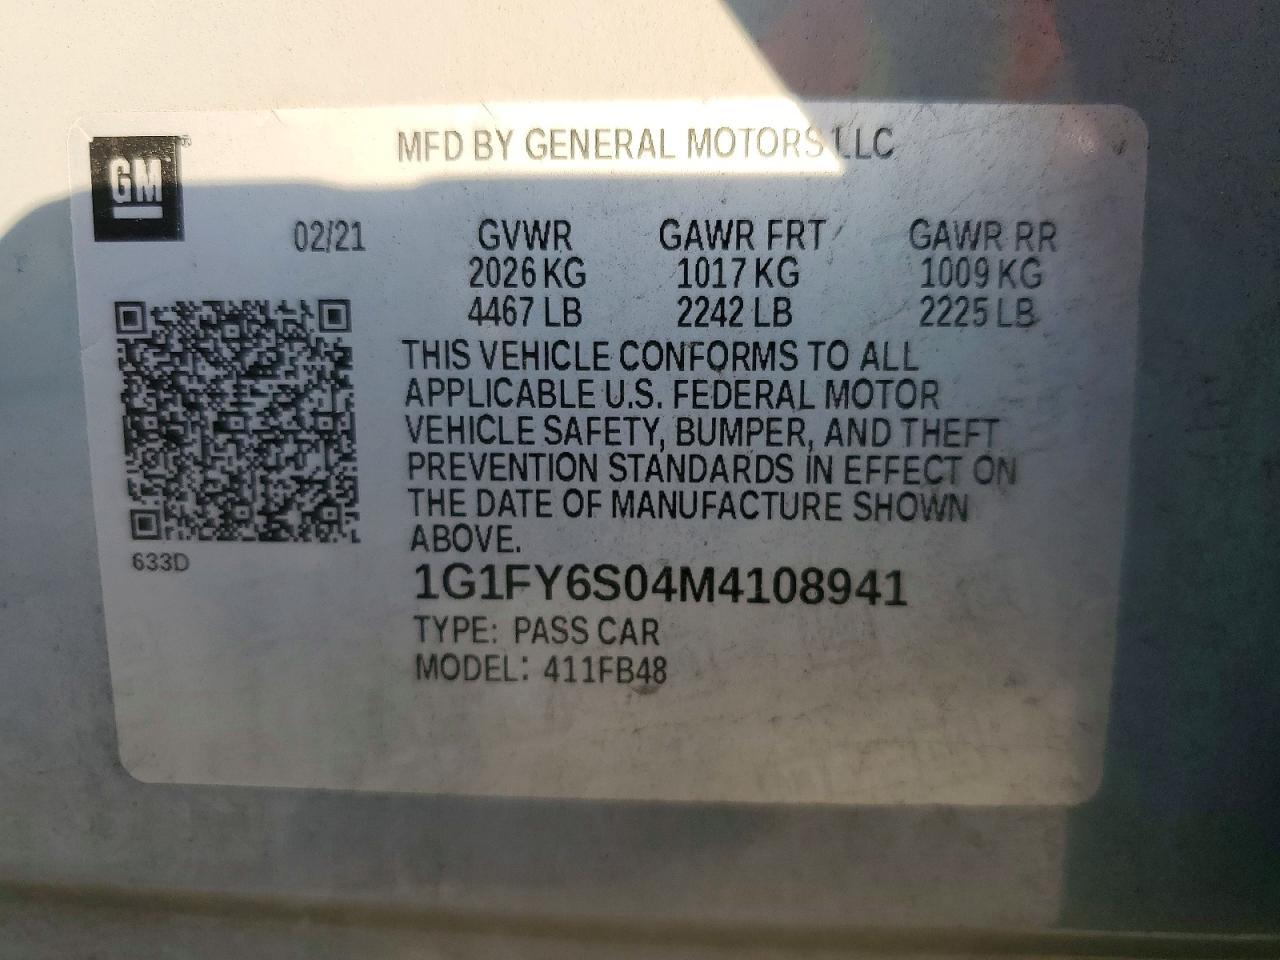 MFD BY GENERAL MOTORS LLC
GM
02/21 GVWR GAWR FRT GAWR RR
2026 KG 1017 KG 1009 KG
4467 LB 2242 LB 2225 LB
THIS VEHICLE CONFORMS TO ALL
APPLICABLE U.S. FEDERAL MOTOR
VEHICLE SAFETY, BUMPER, AND THEFT
PREVENTION STANDARDS IN EFFECT ON
THE DATE OF MANUFACTURE SHOWN
ABOVE.
633D
1G1FY6S04M4108941
TYPE: PASS CAR
MODEL: 411FB48